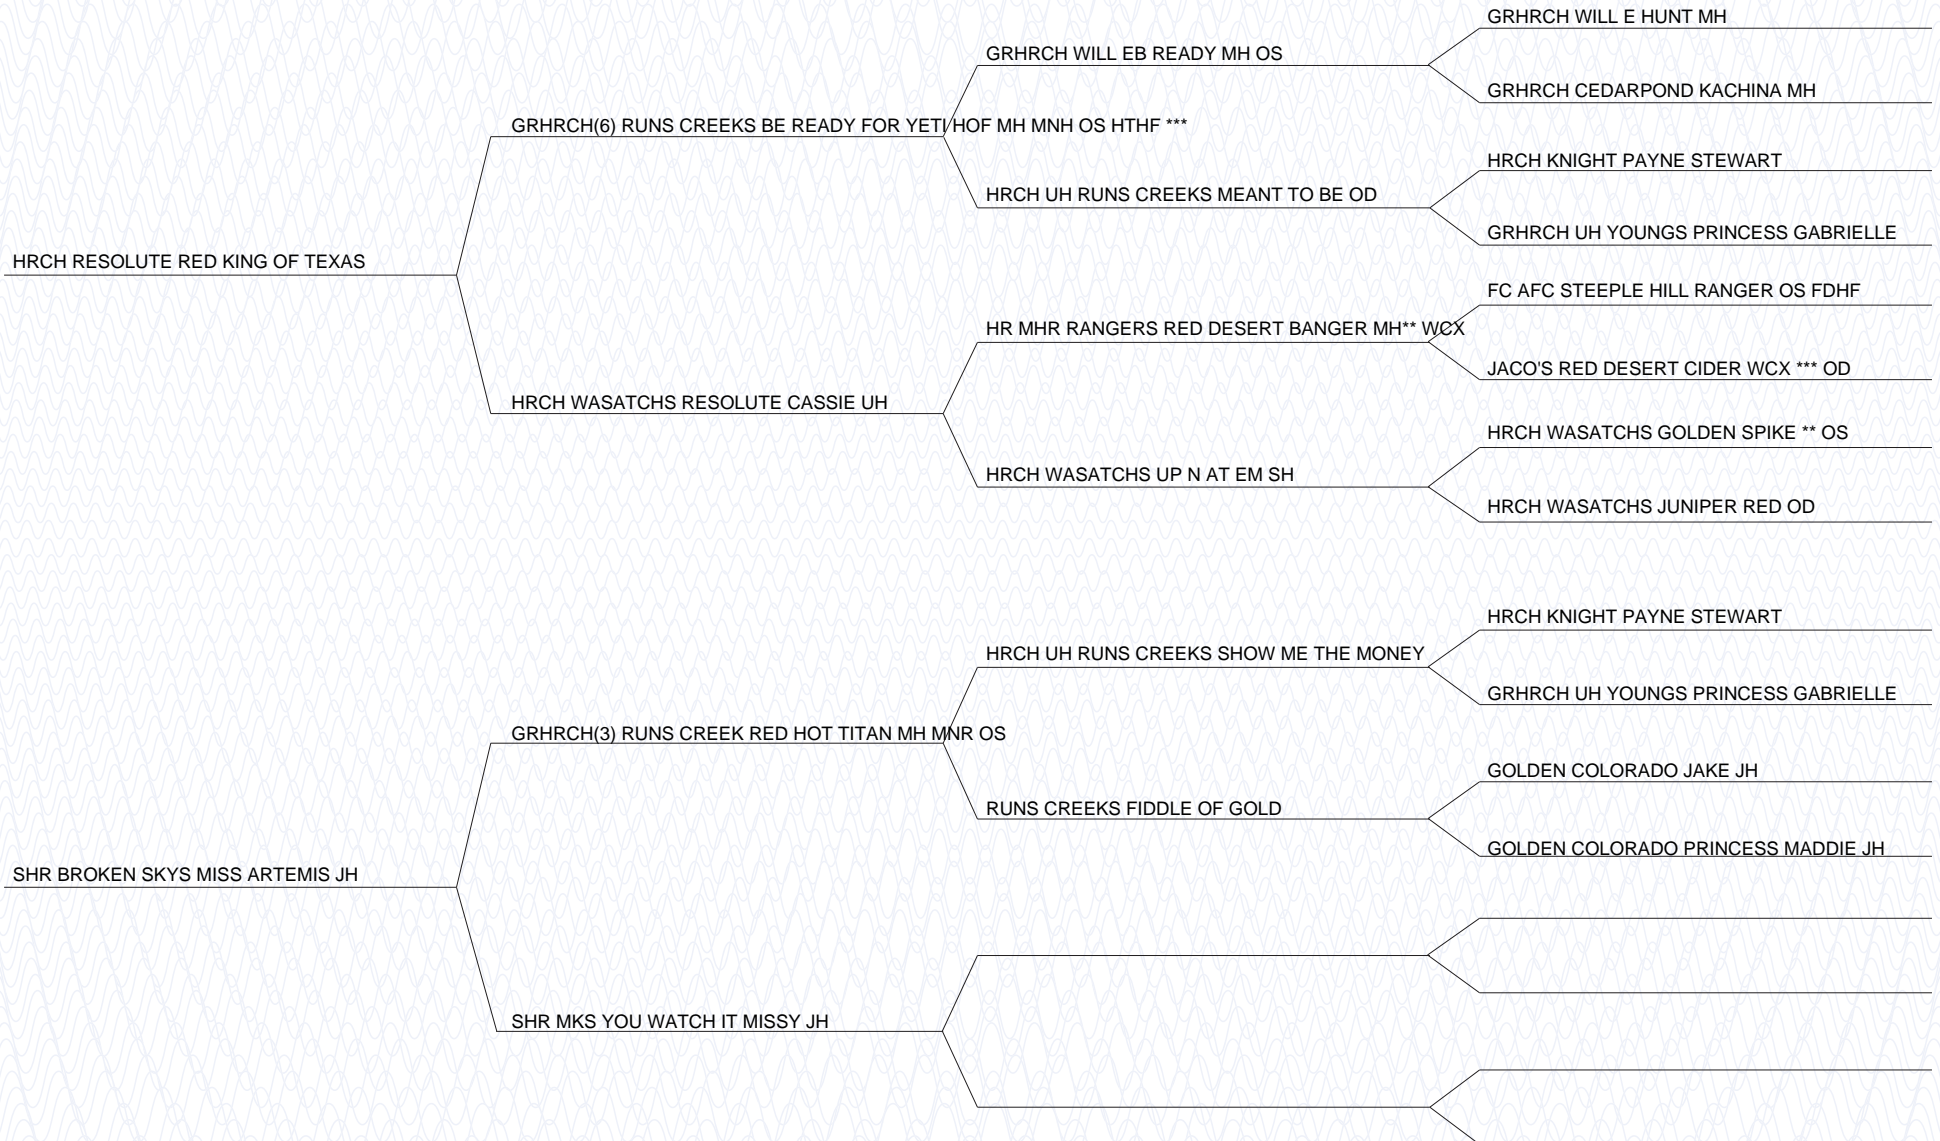 GRHRCH WILL E HUNT MH
GRHRCH WILL EB READY MH OS
GRHRCH CEDARPOND KACHINA MH
GRHRCH(6) RUNS CREEKS BE READY FOR YETI HOF MH MNH OS HTHF ***
HRCH KNIGHT PAYNE STEWART
HRCH UH RUNS CREEKS MEANT TO BE OD
GRHRCH UH YOUNGS PRINCESS GABRIELLE
HRCH RESOLUTE RED KING OF TEXAS
FC AFC STEEPLE HILL RANGER OS FDHF
HR MHR RANGERS RED DESERT BANGER MH** WCX
JACO'S RED DESERT CIDER WCX *** OD
HRCH WASATCHS RESOLUTE CASSIE UH
HRCH WASATCHS GOLDEN SPIKE ** OS
HRCH WASATCHS UP N AT EM SH
HRCH WASATCHS JUNIPER RED OD
HRCH KNIGHT PAYNE STEWART
HRCH UH RUNS CREEKS SHOW ME THE MONEY
GRHRCH UH YOUNGS PRINCESS GABRIELLE
GRHRCH(3) RUNS CREEK RED HOT TITAN MH MNR OS
GOLDEN COLORADO JAKE JH
RUNS CREEKS FIDDLE OF GOLD
GOLDEN COLORADO PRINCESS MADDIE JH
SHR BROKEN SKYS MISS ARTEMIS JH
SHR MKS YOU WATCH IT MISSY JH